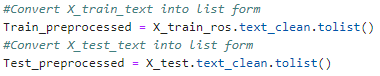 #Convert X_train_text into list form
Train_preprocessed = X_train_ros.text_clean.tolist()
#Convert X_test_text into list form
Test_preprocessed = X_test.text_clean.tolist()